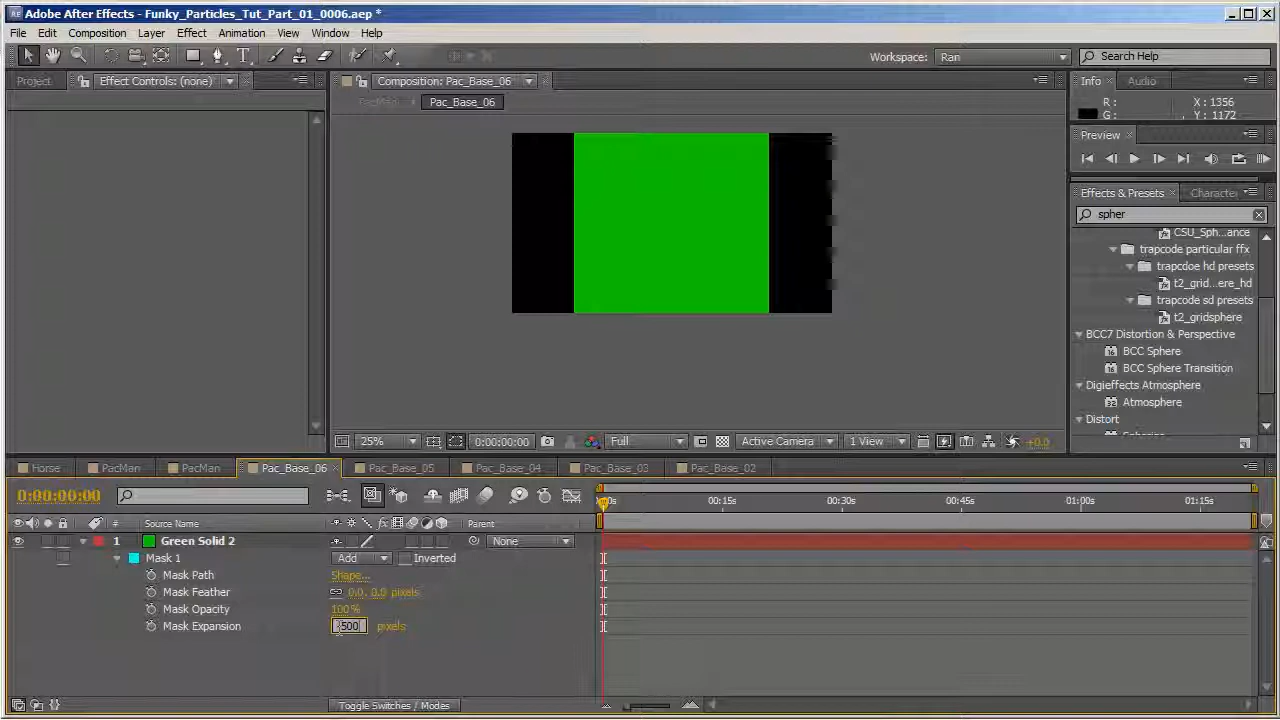 Adobe After Effects - Funky_Particles_Tut_Part_01_0006.aep *
File Edit Composition Layer Effect Animation View Window Help
Workspace: Ran Search Help
Project Effect Controls: (none) Composition: Pac_Base_06 Info Audio
PacMan Pac_Base_06
R: X: 1356
G: Y: 1172
Preview
Effects & Presets Character
spher
CSU_Sph...ance
trapcode particular ffx
trapcdoe hd presets
t2_grid...ere_hd
trapcode sd presets
t2_gridsphere
BCC7 Distortion & Perspective
BCC Sphere
BCC Sphere Transition
Digieffects Atmosphere
Atmosphere
Distort
25% 0:00:00:00 Full Active Camera 1 View +0.0
Horse PacMan PacMan Pac_Base_06 Pac_Base_05 Pac_Base_04 Pac_Base_03 Pac_Base_02
0:00:00:00 00:15s 00:30s 00:45s 01:00s 01:15s
# Source Name Parent
1 Green Solid 2 None
Mask 1 Add Inverted
Mask Path Shape...
Mask Feather 0.0, 0.0 pixels
Mask Opacity 100%
Mask Expansion 500 pixels
Toggle Switches / Modes